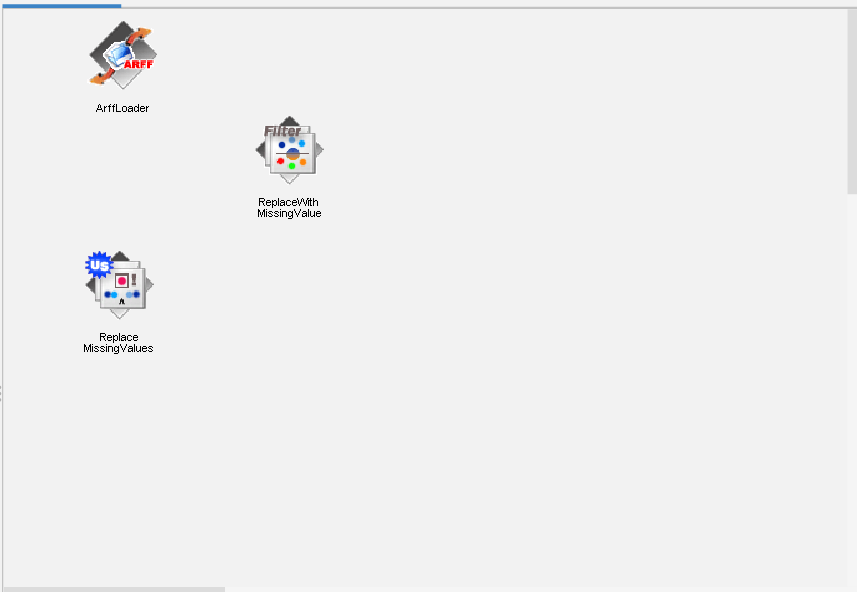 ARFF
ArffLoader
Filter
ReplaceWith
MissingValue
US
Replace
MissingValues